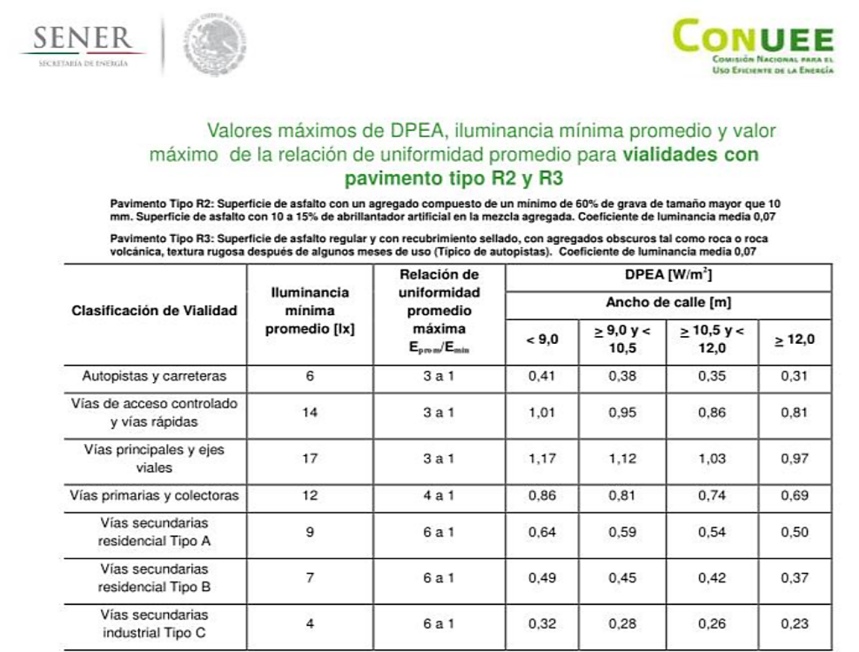 SENER
SECRETARÍA DE ENERGÍA
ESTADOS UNIDOS MEXICANOS
CONUEE
COMISIÓN NACIONAL PARA EL
USO EFICIENTE DE LA ENERGÍA
Valores máximos de DPEA, iluminancia mínima promedio y valor
máximo de la relación de uniformidad promedio para vialidades con
pavimento tipo R2 y R3
Pavimento Tipo R2: Superficie de asfalto con un agregado compuesto de un mínimo de 60% de grava de tamaño mayor que 10
mm. Superficie de asfalto con 10 a 15% de abrillantador artificial en la mezcla agregada. Coeficiente de luminancia media 0,07
Pavimento Tipo R3: Superficie de asfalto regular y con recubrimiento sellado, con agregados obscuros tal como roca o roca
volcánica, textura rugosa después de algunos meses de uso (Típico de autopistas). Coeficiente de luminancia media 0,07
Clasificación de Vialidad
Iluminancia
mínima
promedio [lx]
Relación de
uniformidad
promedio
máxima
Eprom/Emin
DPEA [W/m²]
Ancho de calle [m]
< 9,0
≥ 9,0 y <
10,5
≥ 10,5 y <
12,0
≥ 12,0
Autopistas y carreteras 6 3 a 1 0,41 0,38 0,35 0,31
Vías de acceso controlado
y vías rápidas 14 3 a 1 1,01 0,95 0,86 0,81
Vías principales y ejes
viales 17 3 a 1 1,17 1,12 1,03 0,97
Vías primarias y colectoras 12 4 a 1 0,86 0,81 0,74 0,69
Vías secundarias
residencial Tipo A 9 6 a 1 0,64 0,59 0,54 0,50
Vías secundarias
residencial Tipo B 7 6 a 1 0,49 0,45 0,42 0,37
Vías secundarias
industrial Tipo C 4 6 a 1 0,32 0,28 0,26 0,23